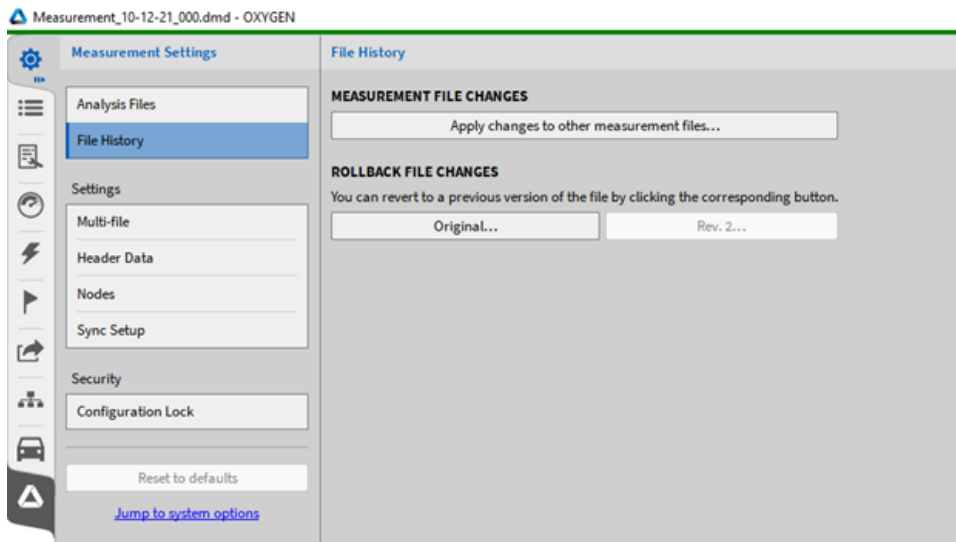 Measurement_10-12-21_000.dmd - OXYGEN
Measurement Settings
File History
Analysis Files
File History
Settings
Multi-file
Header Data
Nodes
Sync Setup
Security
Configuration Lock
Reset to defaults
Jump to system options
MEASUREMENT FILE CHANGES
Apply changes to other measurement files...
ROLLBACK FILE CHANGES
You can revert to a previous version of the file by clicking the corresponding button.
Original...
Rev. 2...